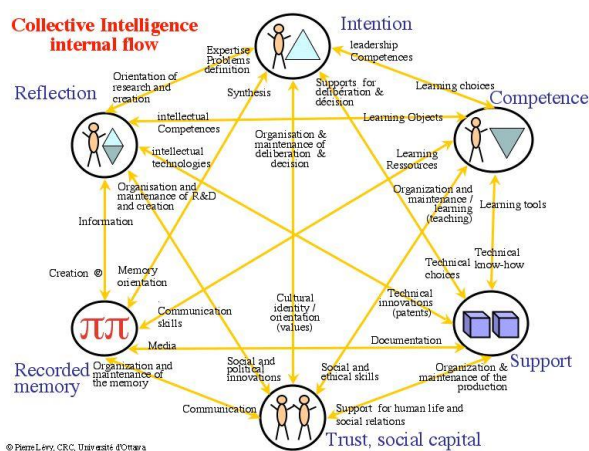 Collective Intelligence
internal flow
Intention
Expertise
Problems
definition
leadership
Competences
Orientation of
research and
creation
Synthesis
Supports for
deliberation &
décision
Learning choices
Reflection
Competence
intellectual
Competences
Learning Objects
Organisation &
maintenance of
deliberation &
decision
intellectual
technologies
Learning
Ressources
Organisation and
maintenance of R&D
and creation
Organization and
maintenance /
learning
(teaching)
Learning tools
Information
Technical
know-how
Creation @
Memory
orientation
Technical
choices
Cultural
identity /
orientation
(values)
Technical
innovations
(patents)
Communication
skills
ππ
Media
Documentation
Support
Recorded
memory
Organization and
maintenance of
the memory
Social and
political
innovations
Social and
ethical skills
Organization &
maintenance of the
production
Communication
Support for human life and
social relations
Trust, social capital
© Pierre Lévy, CRC, Université d'Ottawa